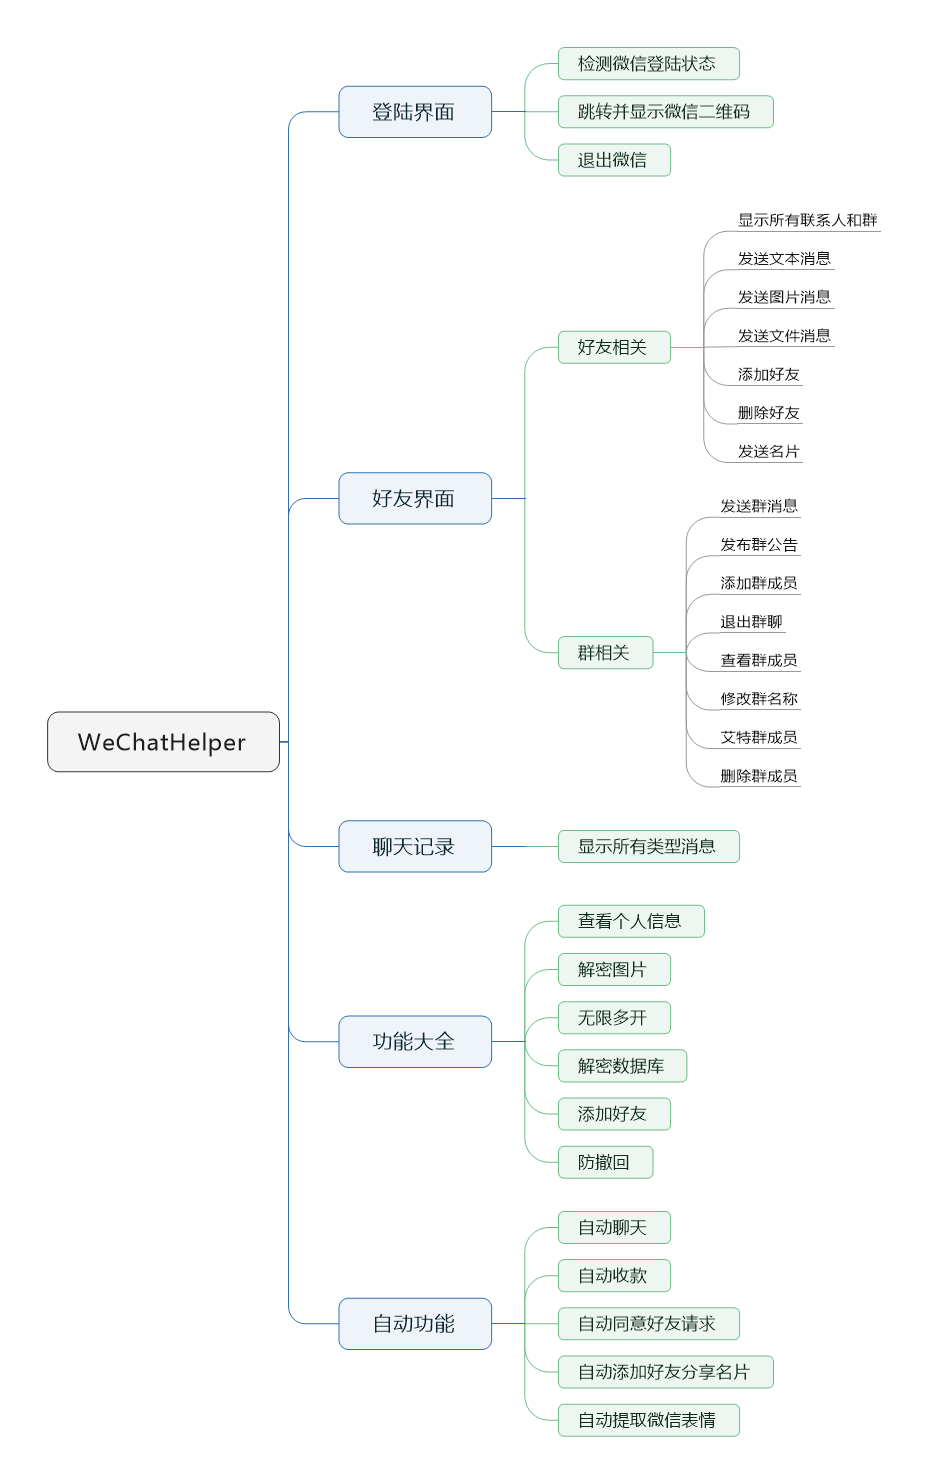 WeChatHelper
登陆界面
检测微信登陆状态
跳转并显示微信二维码
退出微信
好友界面
好友相关
显示所有联系人和群
发送文本消息
发送图片消息
发送文件消息
添加好友
删除好友
发送名片
群相关
发送群消息
发布群公告
添加群成员
退出群聊
查看群成员
修改群名称
艾特群成员
删除群成员
聊天记录
显示所有类型消息
功能大全
查看个人信息
解密图片
无限多开
解密数据库
添加好友
防撤回
自动功能
自动聊天
自动收款
自动同意好友请求
自动添加好友分享名片
自动提取微信表情